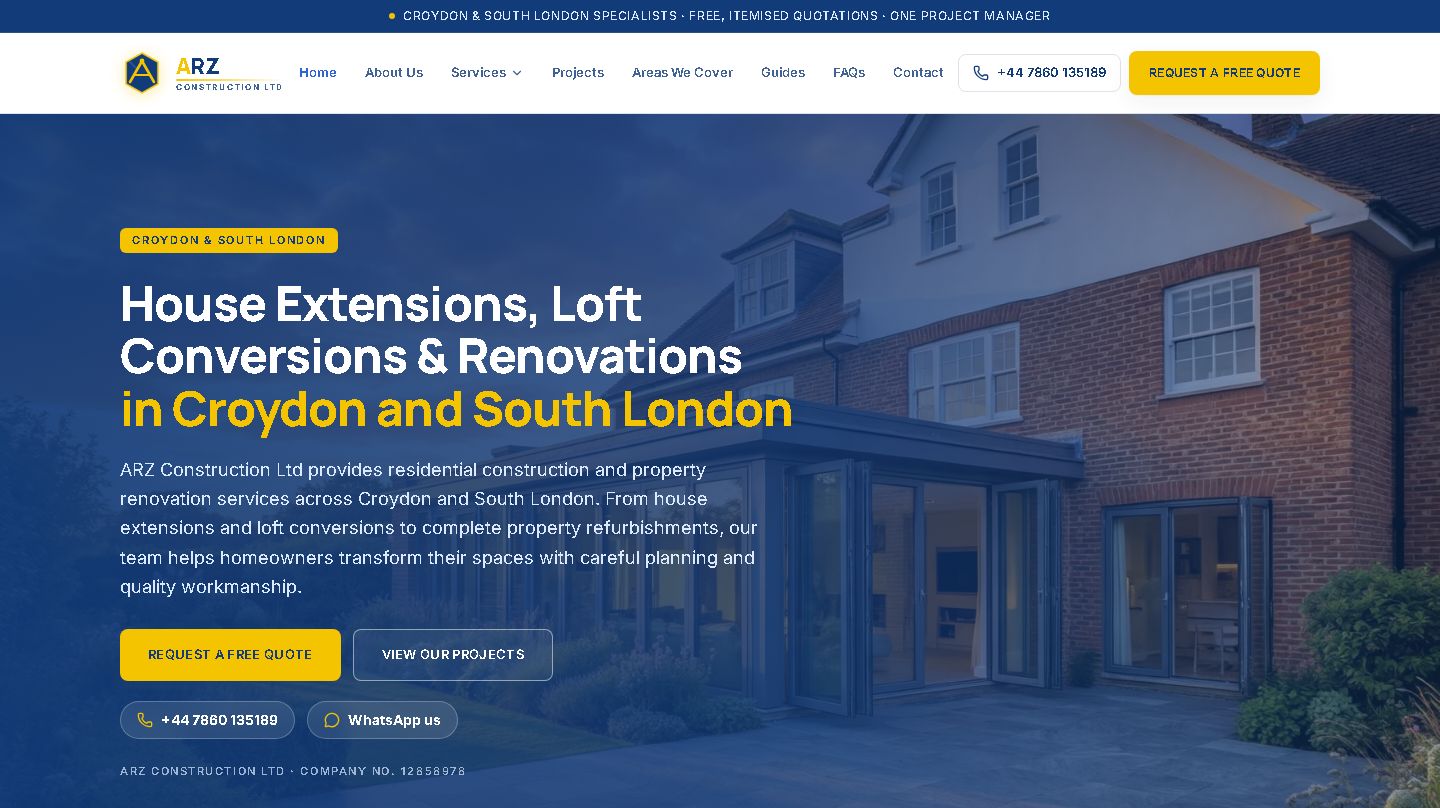 CROYDON & SOUTH LONDON SPECIALISTS · FREE, ITEMISED QUOTATIONS · ONE PROJECT MANAGER
ARZ
CONSTRUCTION LTD
Home
About Us
Services
Projects
Areas We Cover
Guides
FAQs
Contact
+44 7860 135189
REQUEST A FREE QUOTE
CROYDON & SOUTH LONDON
House Extensions, Loft
Conversions & Renovations
in Croydon and South London
ARZ Construction Ltd provides residential construction and property
renovation services across Croydon and South London. From house
extensions and loft conversions to complete property refurbishments, our
team helps homeowners transform their spaces with careful planning and
quality workmanship.
REQUEST A FREE QUOTE
VIEW OUR PROJECTS
+44 7860 135189
WhatsApp us
ARZ CONSTRUCTION LTD · COMPANY NO. 12858978